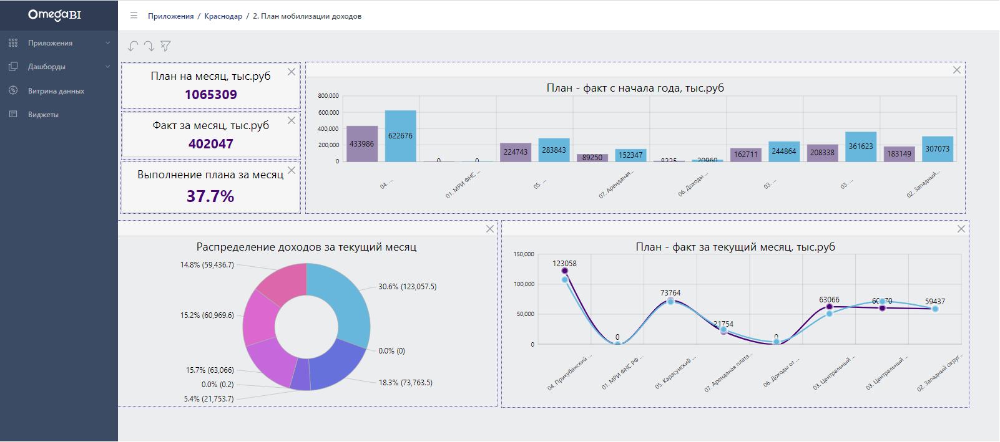 OmegaBI
Приложения / Краснодар / 2. План мобилизации доходов
Приложения
Дашборды
Витрина данных
Виджеты
План на месяц, тыс.руб
1065309
Факт за месяц, тыс.руб
402047
Выполнение плана за месяц
37.7%
План - факт с начала года, тыс.руб
800,000
600,000
400,000
200,000
0
433986
622676
0
0
224743
283843
89250
152347
20960
162711
244864
208338
361623
183149
307073
04. ...
01. МРИ ФНС ...
05. ...
07. Аренданая...
06. Доходы ...
03. ...
03. ...
02. Западный...
Распределение доходов за текущий месяц
14.8% (59,436.7)
30.6% (123,057.5)
15.2% (60,969.6)
0.0% (0)
15.7% (63,066)
0.0% (0.2)
18.3% (73,763.5)
5.4% (21,753.7)
План - факт за текущий месяц, тыс.руб
150,000
100,000
50,000
0
123058
0
73764
21754
0
63066
59437
04. Прикубанский ...
01. МРИ ФНС РФ ...
05. Карасунский ...
07. Аренданая плата...
06. Доходы от ...
03. Центральный ...
03. Центральный ...
02. Западный округ...